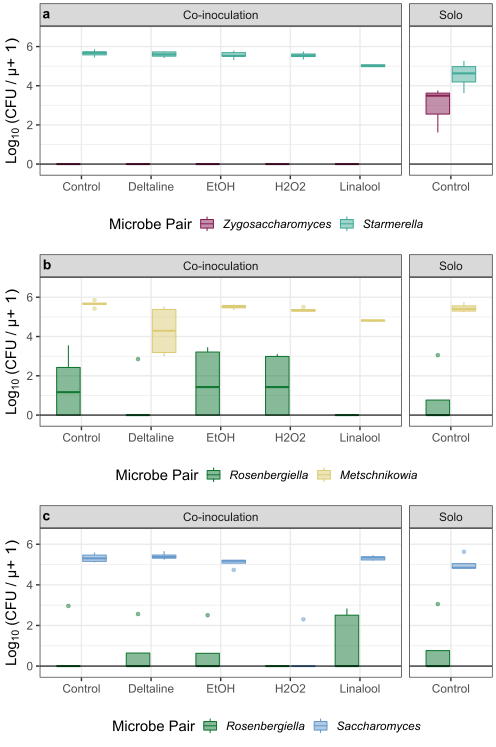 a
Co-inoculation Solo
Log10 (CFU / μ+ 1)
6
4
2
0
Control Deltaline EtOH H2O2 Linalool Control
Microbe Pair Zygosaccharomyces Starmerella
b
Co-inoculation Solo
Log10 (CFU / μ+ 1)
6
4
2
0
Control Deltaline EtOH H2O2 Linalool Control
Microbe Pair Rosenbergiella Metschnikowia
c
Co-inoculation Solo
Log10 (CFU / μ+ 1)
6
4
2
0
Control Deltaline EtOH H2O2 Linalool Control
Microbe Pair Rosenbergiella Saccharomyces